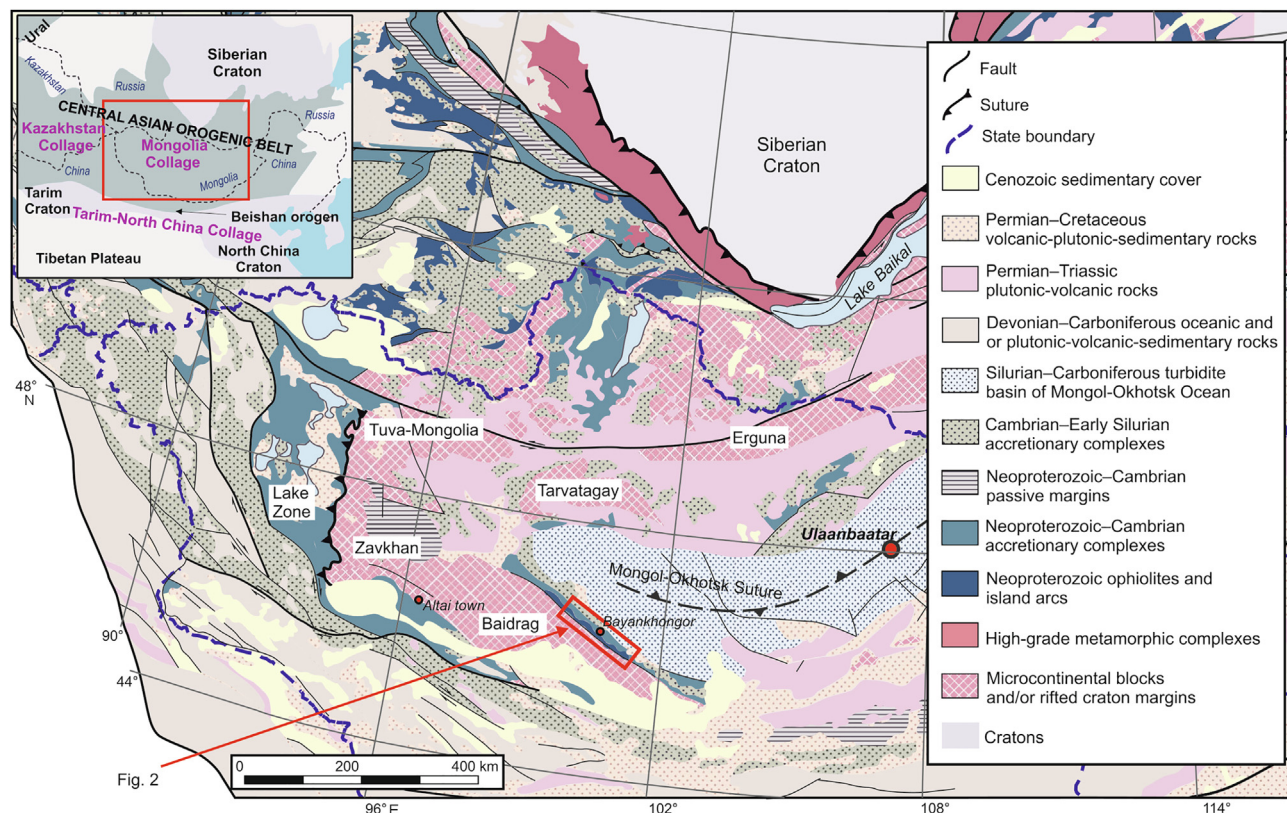 Ural
Siberian
Craton
Kazakhstan
Russia
Russia
CENTRAL ASIAN OROGENIC BELT
Kazakhstan
Collage
Mongolia
Collage
China
China
Mongolia
Tarim
Craton
Beishan orogen
Tarim-North China Collage
North China
Craton
Tibetan Plateau
Siberian
Craton
Lake Baikal
48°
N
Tuva-Mongolia
Erguna
Lake
Zone
Tarvatagay
Zavkhan
Ulaanbaatar
Mongol-Okhotsk Suture
Altai town
Baidrag
Bayankhongor
90°
44°
Fig. 2
0 200 400 km
96°E
102°
108°
114°
Fault
Suture
State boundary
Cenozoic sedimentary cover
Permian–Cretaceous
volcanic-plutonic-sedimentary rocks
Permian–Triassic
plutonic-volcanic rocks
Devonian–Carboniferous oceanic and
or plutonic-volcanic-sedimentary rocks
Silurian–Carboniferous turbidite
basin of Mongol-Okhotsk Ocean
Cambrian–Early Silurian
accretionary complexes
Neoproterozoic–Cambrian
passive margins
Neoproterozoic–Cambrian
accretionary complexes
Neoproterozoic ophiolites and
island arcs
High-grade metamorphic complexes
Microcontinental blocks
and/or rifted craton margins
Cratons